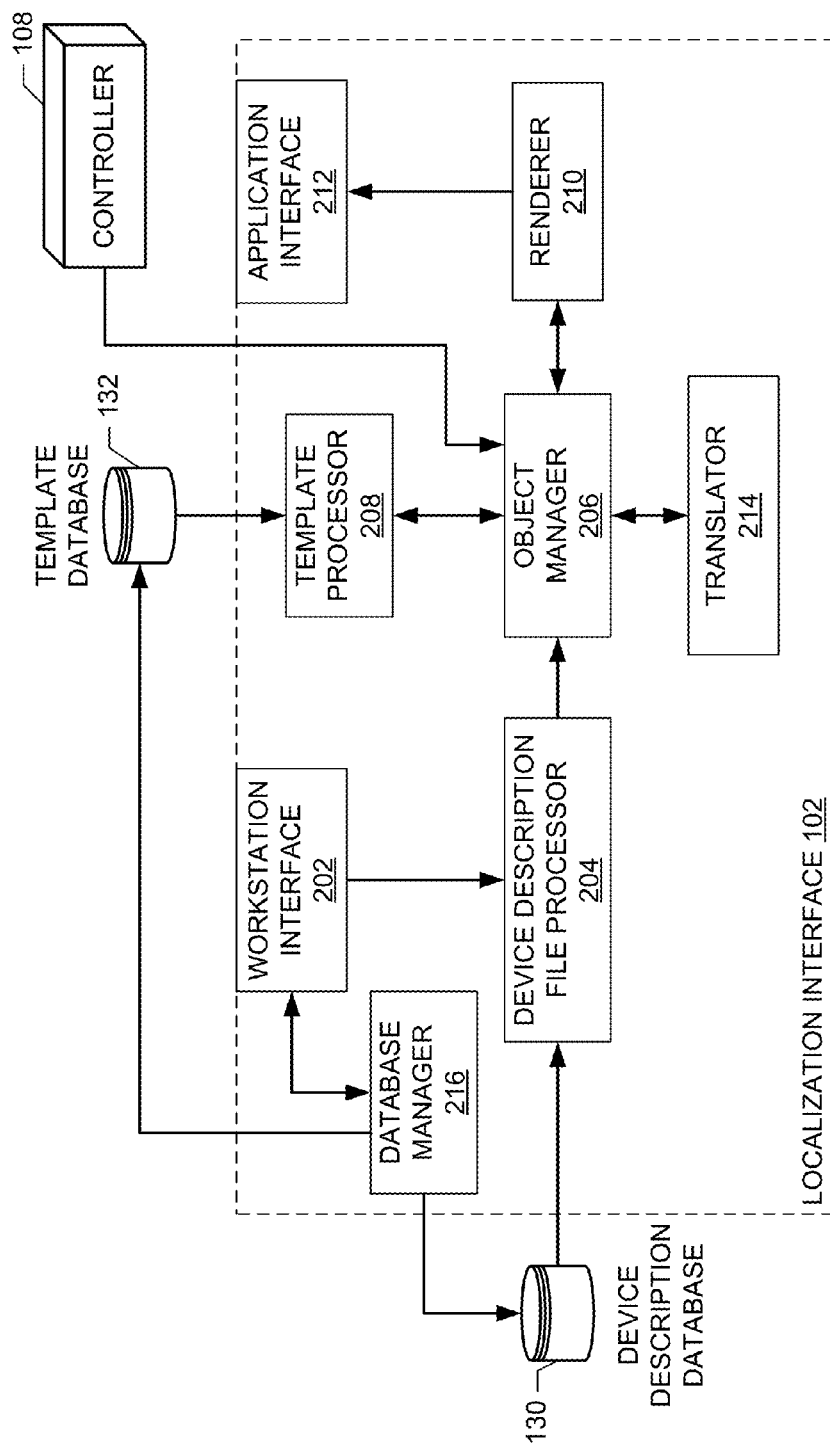 108
CONTROLLER
TEMPLATE
DATABASE
132
APPLICATION
INTERFACE
212
TEMPLATE
PROCESSOR
208
WORKSTATION
INTERFACE
202
DATABASE
MANAGER
216
RENDERER
210
OBJECT
MANAGER
206
DEVICE DESCRIPTION
FILE PROCESSOR
204
130
DEVICE
DESCRIPTION
DATABASE
TRANSLATOR
214
LOCALIZATION INTERFACE 102